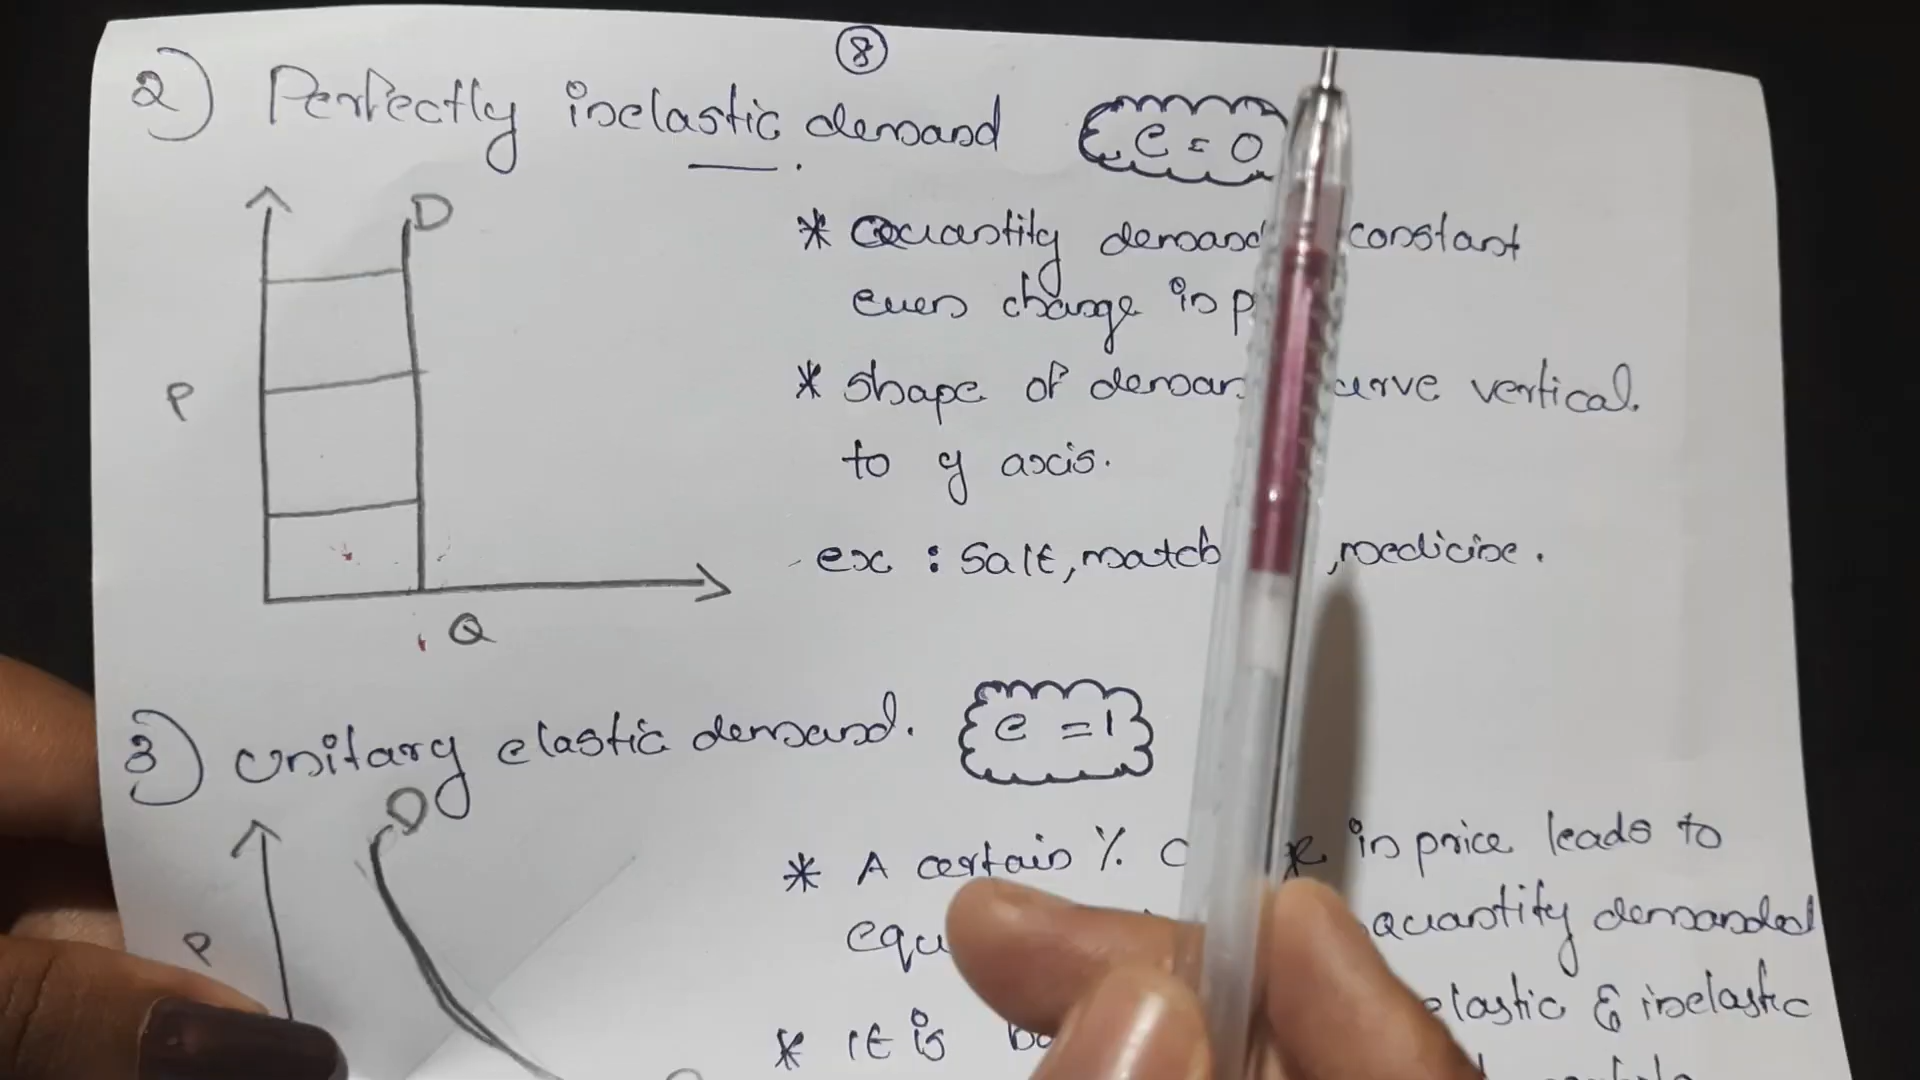 8
2) Perfectly inelastic demand e = 0
D
* Quantity demand constant
even change in
P
* shape of curve vertical.
to y axis.
ex : Salt, match , medicine.
Q
3) Unitary elastic demand. e = 1
D
* A certain % in price leads to
P
quantity demanded
elastic & inelastic
* It is